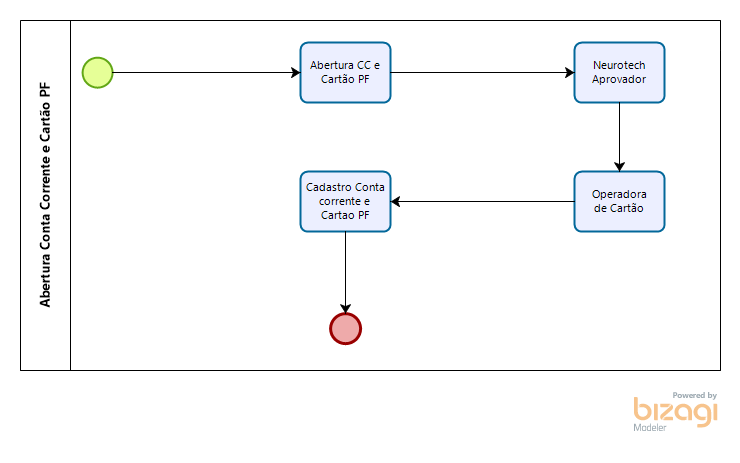 Abertura Conta Corrente e Cartão PF
Abertura CC e
Cartão PF
Neurotech
Aprovador
Operadora
de Cartão
Cadastro Conta
corrente e
Cartao PF
Powered by
bizagi
Modeler